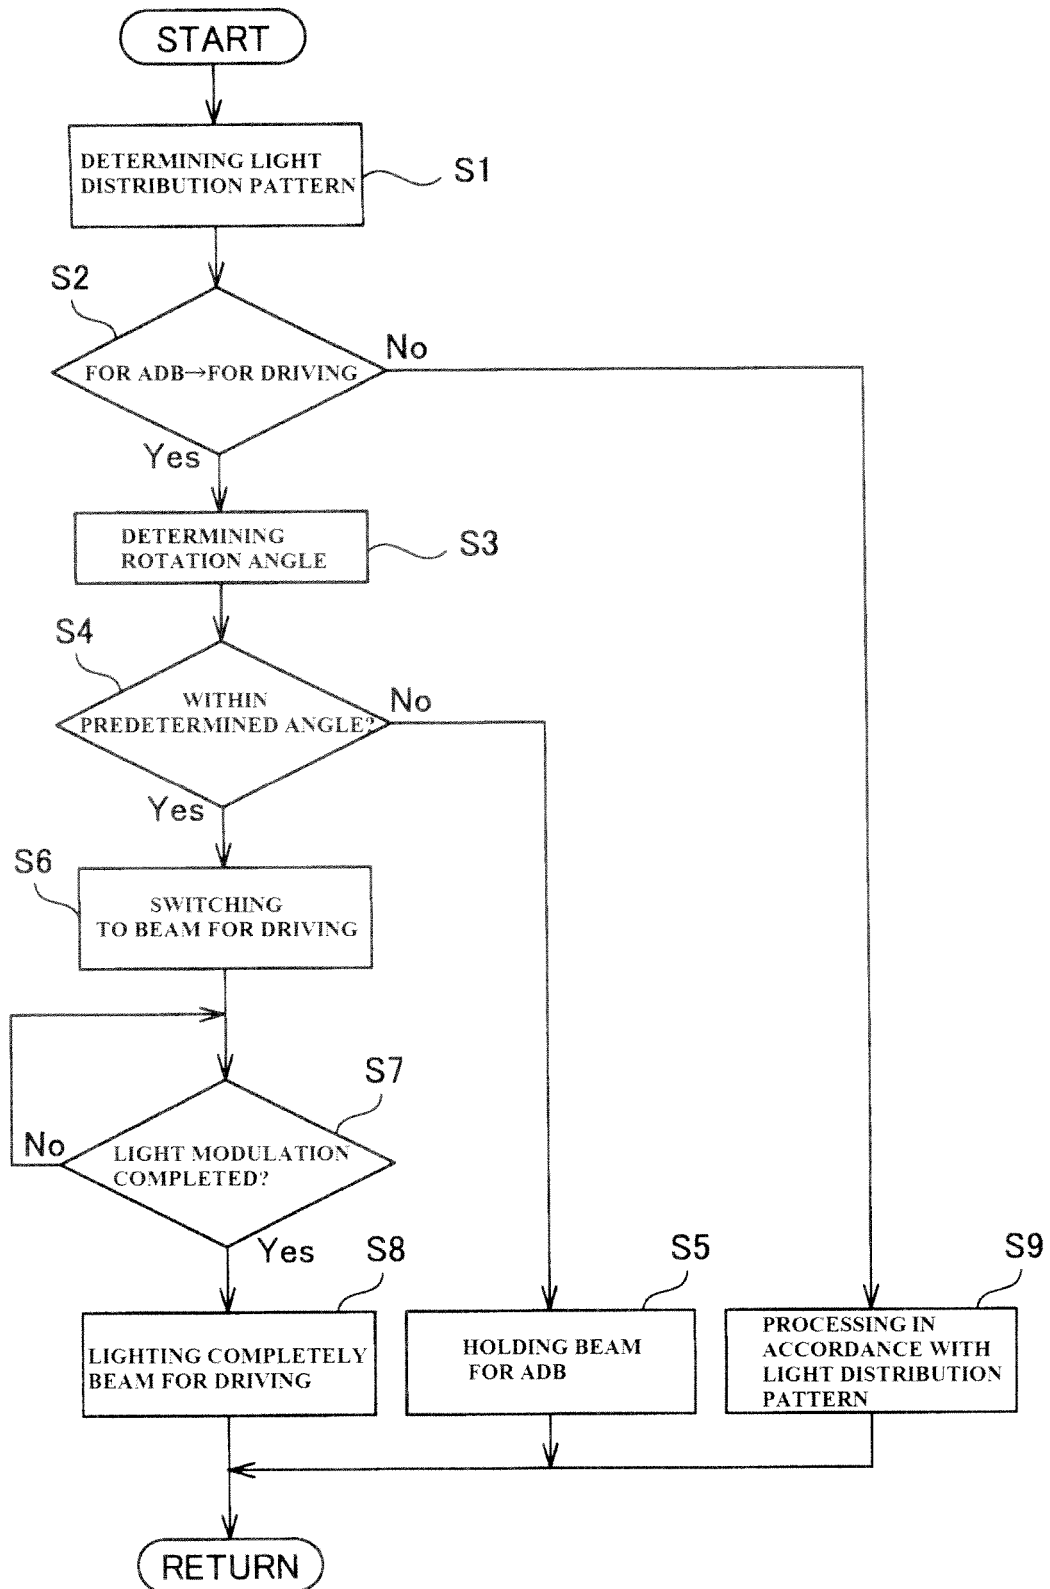 START
DETERMINING LIGHT
DISTRIBUTION PATTERN
S1
S2
FOR ADB→FOR DRIVING
No
Yes
DETERMINING
ROTATION ANGLE
S3
S4
WITHIN
PREDETERMINED ANGLE?
No
Yes
S6
SWITCHING
TO BEAM FOR DRIVING
S7
LIGHT MODULATION
COMPLETED?
No
Yes
S8
LIGHTING COMPLETELY
BEAM FOR DRIVING
S5
HOLDING BEAM
FOR ADB
S9
PROCESSING IN
ACCORDANCE WITH
LIGHT DISTRIBUTION
PATTERN
RETURN